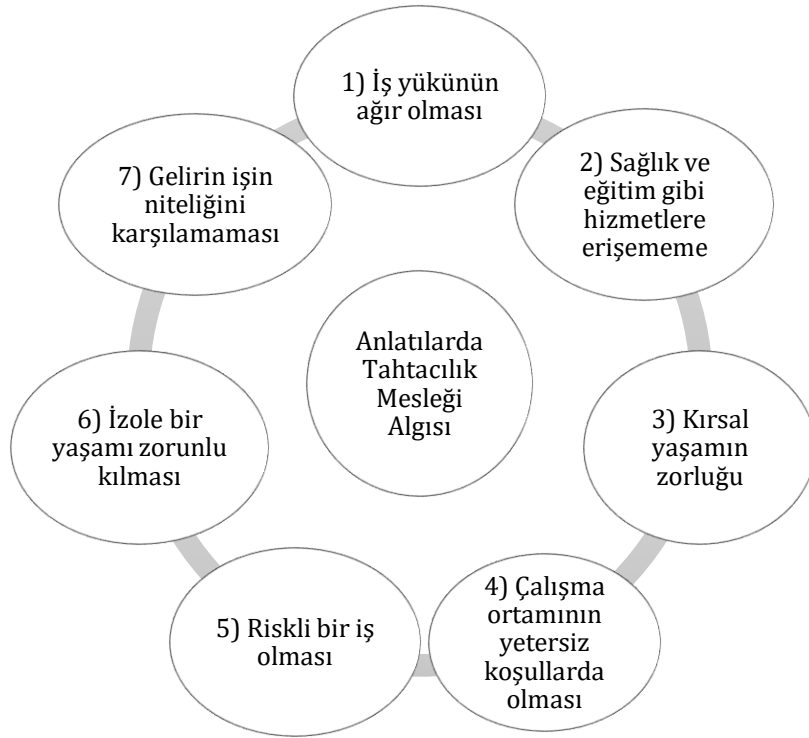 1) İş yükünün
ağır olması
2) Sağlık ve
eğitim gibi
hizmetlere
erişememe
3) Kırsal
yaşamın
zorluğu
4) Çalışma
ortamının
yetersiz
koşullarda
olması
5) Riskli bir iş
olması
6) İzole bir
yaşamı zorunlu
kılması
7) Gelirin işin
niteliğini
karşılamaması
Anlatılarda
Tahtacılık
Mesleği
Algısı